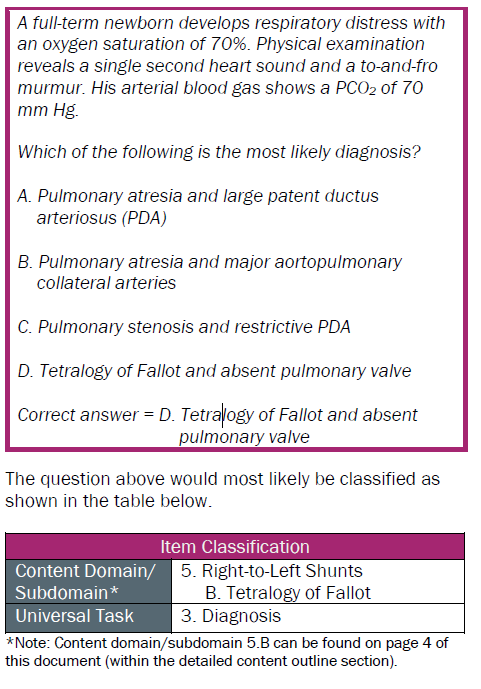 A full-term newborn develops respiratory distress with
an oxygen saturation of 70%. Physical examination
reveals a single second heart sound and a to-and-fro
murmur. His arterial blood gas shows a PCO₂ of 70
mm Hg.
Which of the following is the most likely diagnosis?
A. Pulmonary atresia and large patent ductus
arteriosus (PDA)
B. Pulmonary atresia and major aortopulmonary
collateral arteries
C. Pulmonary stenosis and restrictive PDA
D. Tetralogy of Fallot and absent pulmonary valve
Correct answer = D. Tetralogy of Fallot and absent
pulmonary valve
The question above would most likely be classified as
shown in the table below.
Item Classification
Content Domain/ 5. Right-to-Left Shunts
Subdomain* B. Tetralogy of Fallot
Universal Task 3. Diagnosis
*Note: Content domain/subdomain 5.B can be found on page 4 of
this document (within the detailed content outline section).